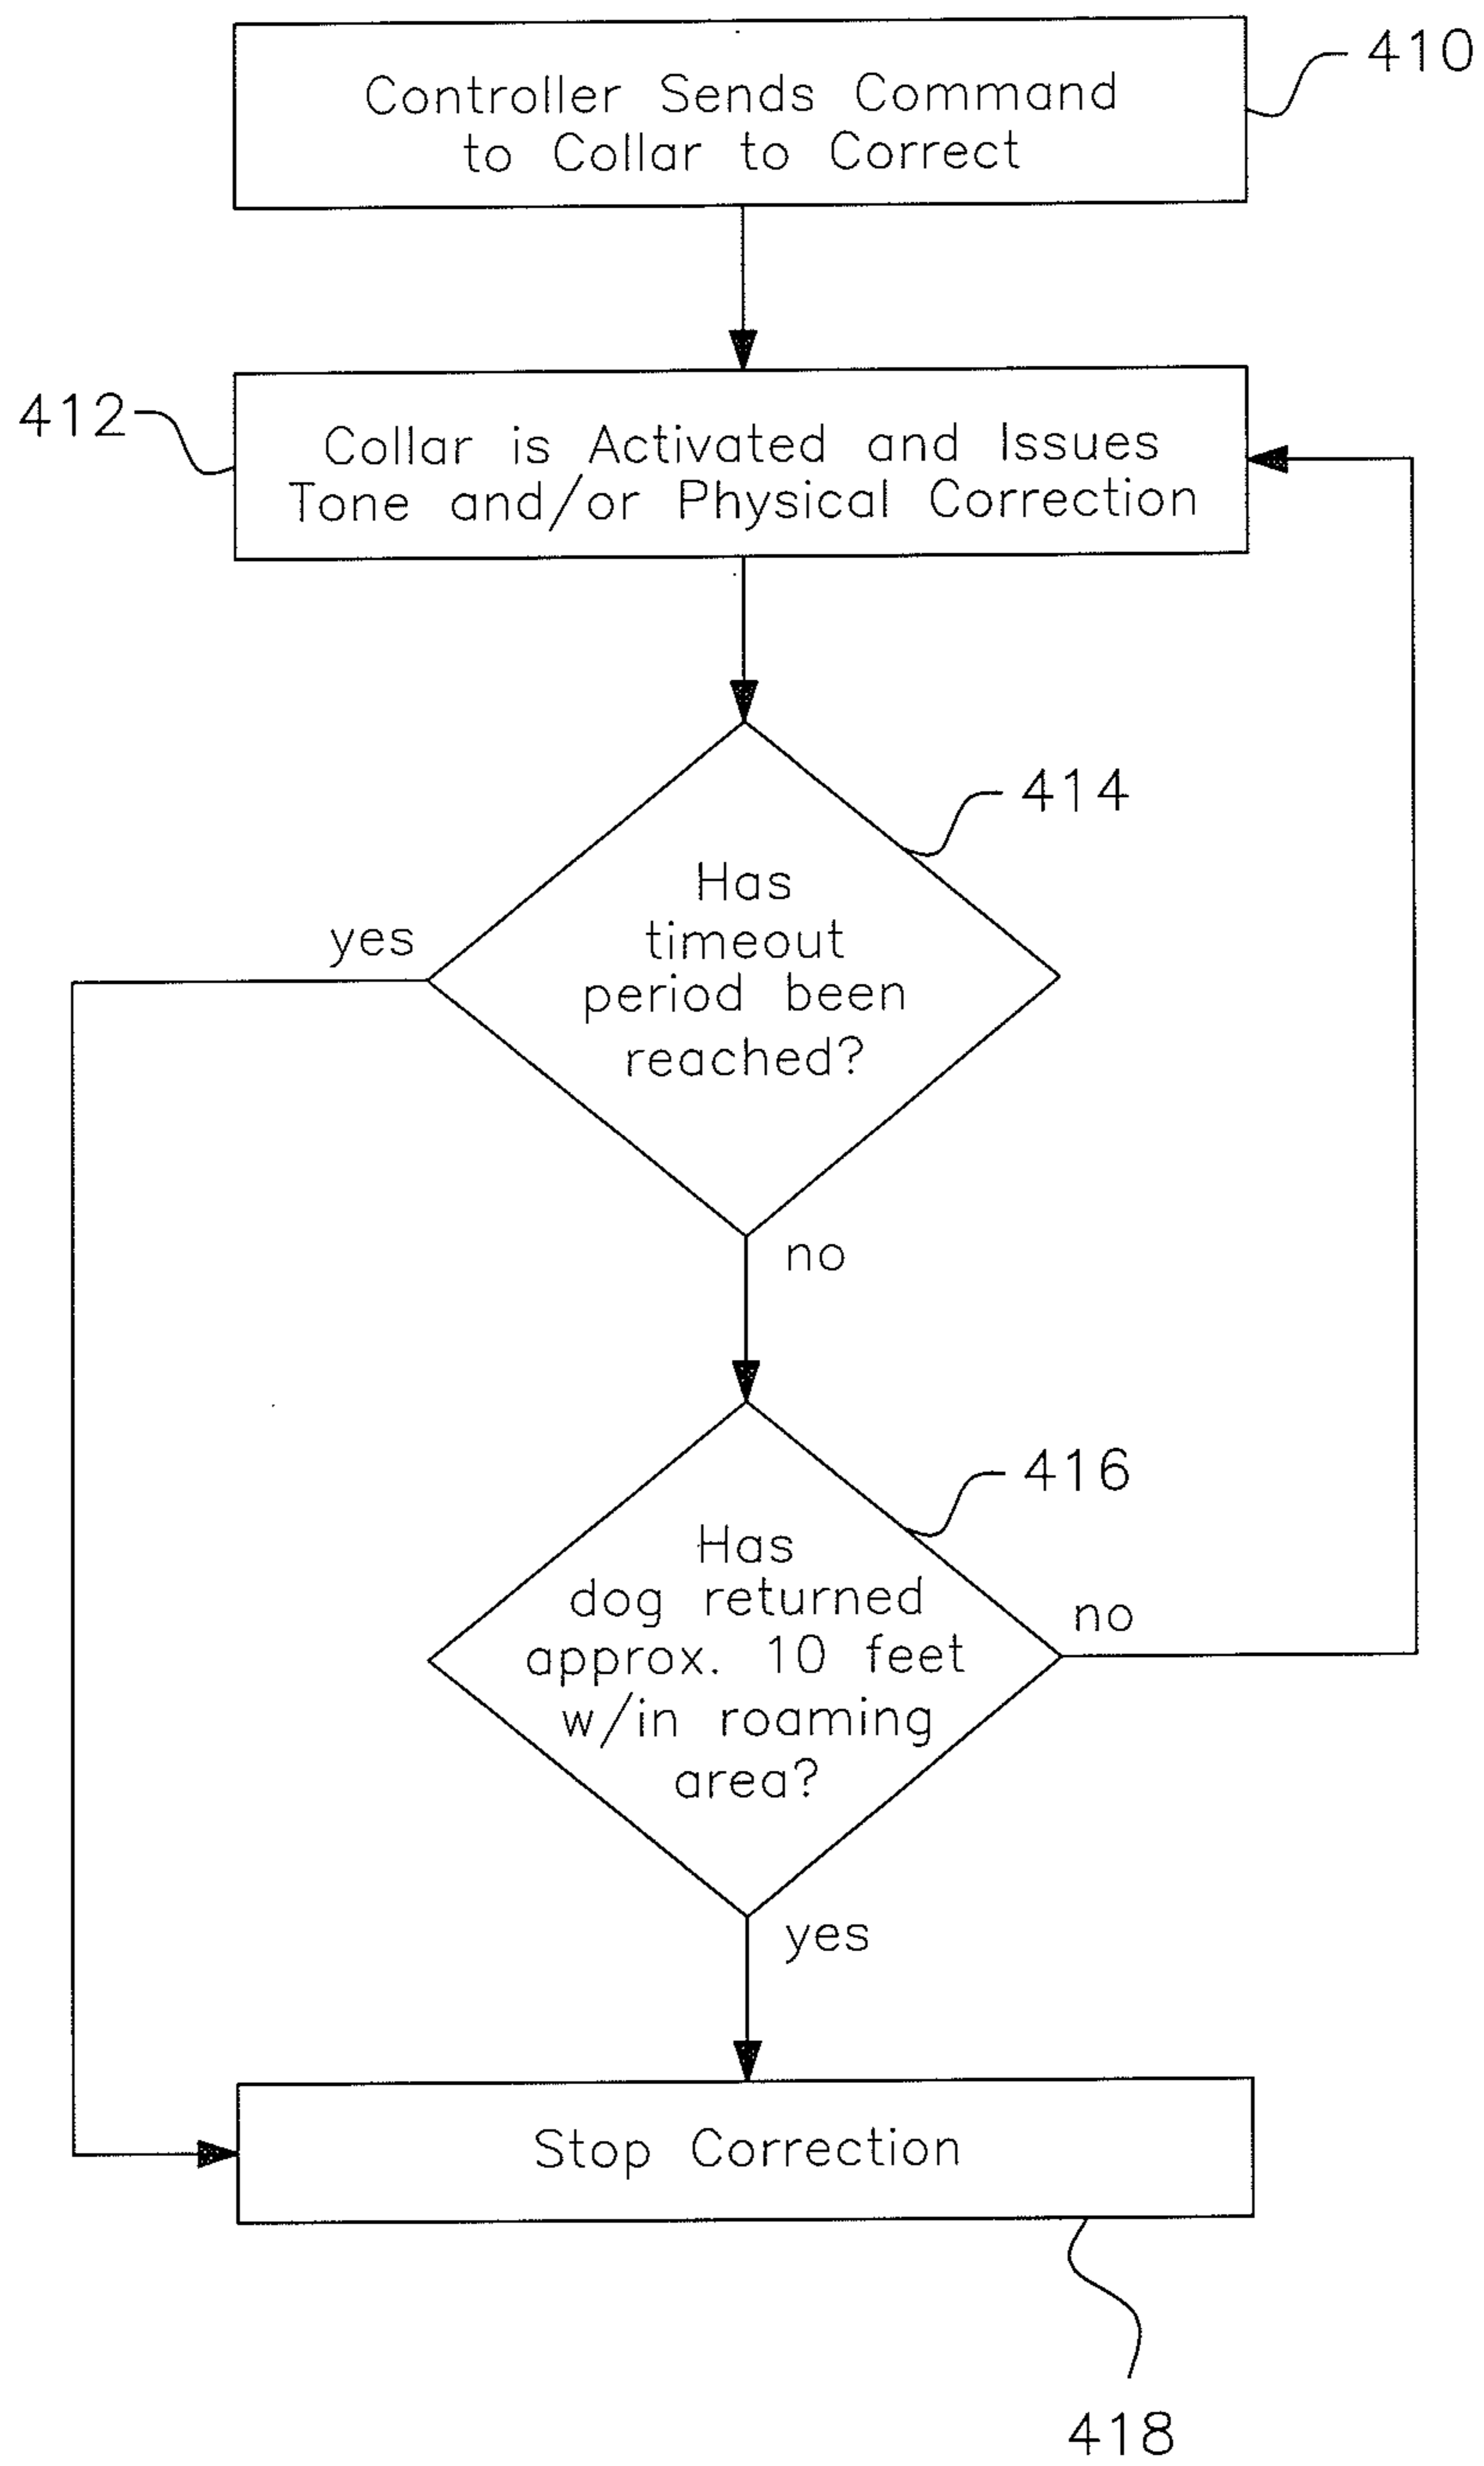 Controller Sends Command
to Collar to Correct
410
412
Collar is Activated and Issues
Tone and/or Physical Correction
414
Has
timeout
period been
reached?
yes
no
416
Has
dog returned
approx. 10 feet
w/in roaming
area?
no
yes
Stop Correction
418